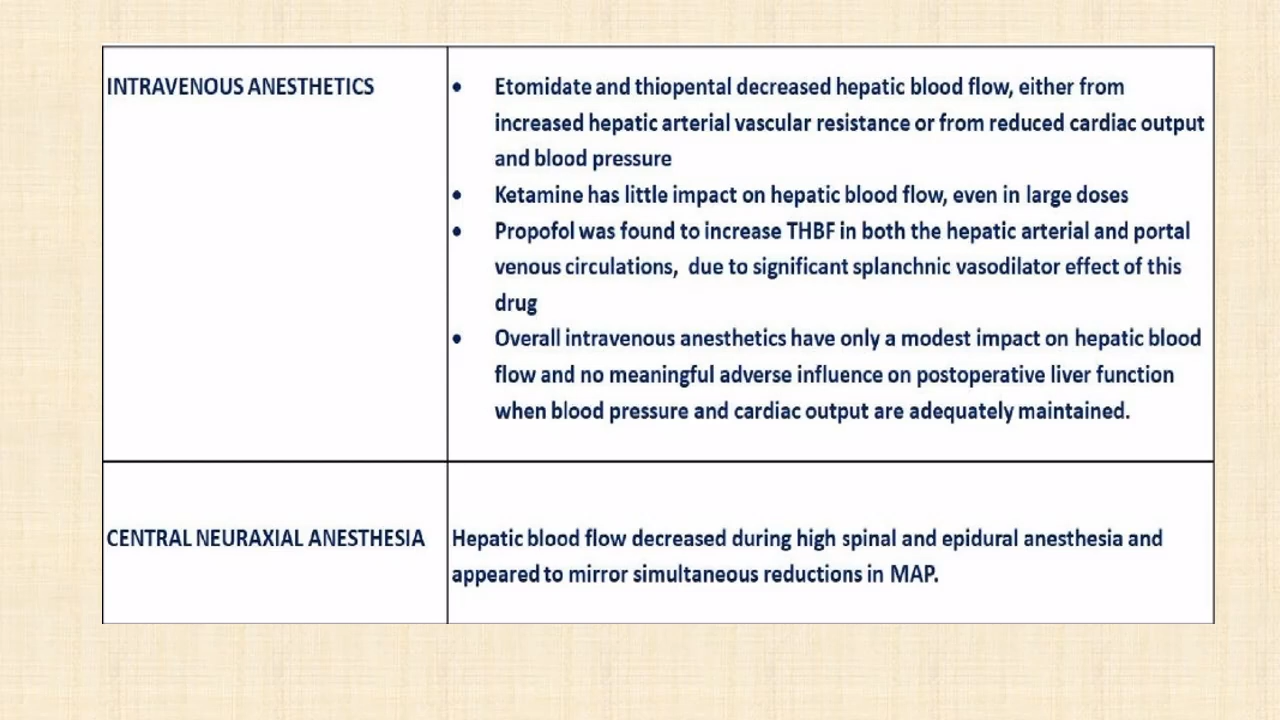 INTRAVENOUS ANESTHETICS
• Etomidate and thiopental decreased hepatic blood flow, either from
increased hepatic arterial vascular resistance or from reduced cardiac output
and blood pressure
• Ketamine has little impact on hepatic blood flow, even in large doses
• Propofol was found to increase THBF in both the hepatic arterial and portal
venous circulations, due to significant splanchnic vasodilator effect of this
drug
• Overall intravenous anesthetics have only a modest impact on hepatic blood
flow and no meaningful adverse influence on postoperative liver function
when blood pressure and cardiac output are adequately maintained.
CENTRAL NEURAXIAL ANESTHESIA
Hepatic blood flow decreased during high spinal and epidural anesthesia and
appeared to mirror simultaneous reductions in MAP.